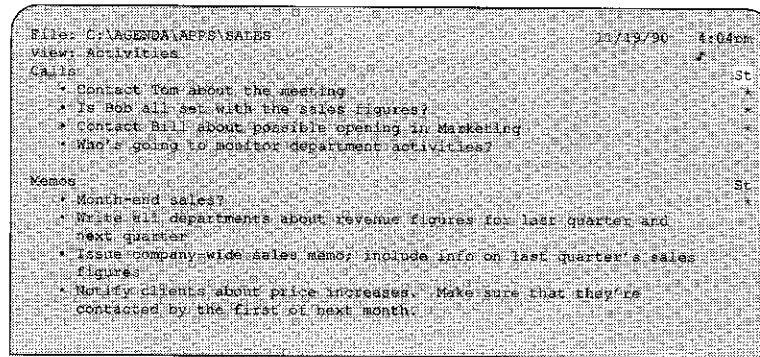 File: C:\AGENDA\APPS\SALES 11/19/90 4:04pm
View: Activities ♪
Calls St
• Contact Tom about the meeting *
• Is Bob all set with the sales figures? *
• Contact Bill about possible opening in Marketing *
• Who's going to monitor department activities?
Memos St
• Month-end sales? *
• Write all departments about revenue figures for last quarter and
next quarter
• Issue company-wide sales memo; include info on last quarter's sales
figures
• Notify clients about price increases. Make sure that they're
contacted by the first of next month.